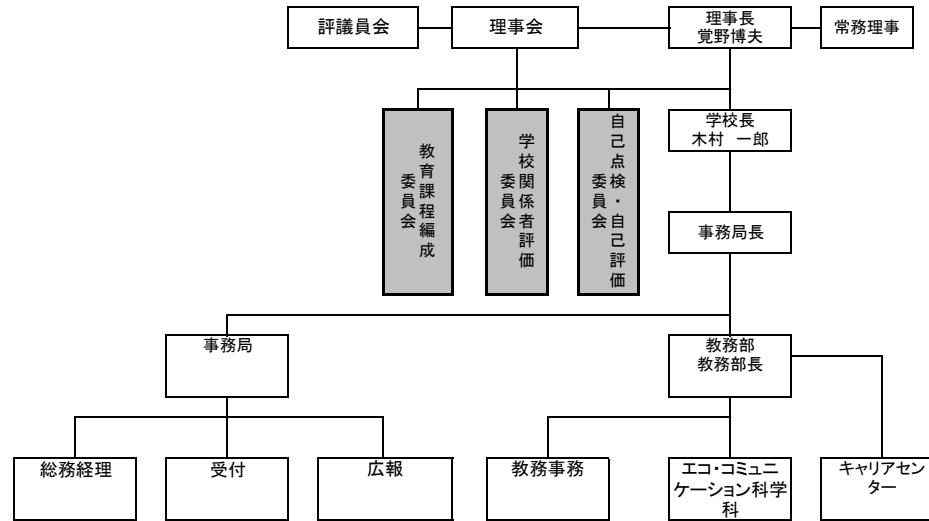 評議員会
理事会
理事長
覚野博夫
常務理事
教育課程編成
委員会
学校関係者評価
委員会
自己点検・自己評価
委員会
学校長
木村 一郎
事務局長
事務局
教務部
教務部長
総務経理
受付
広報
教務事務
エコ・コミュニ
ケーション科学
科
キャリアセン
ター